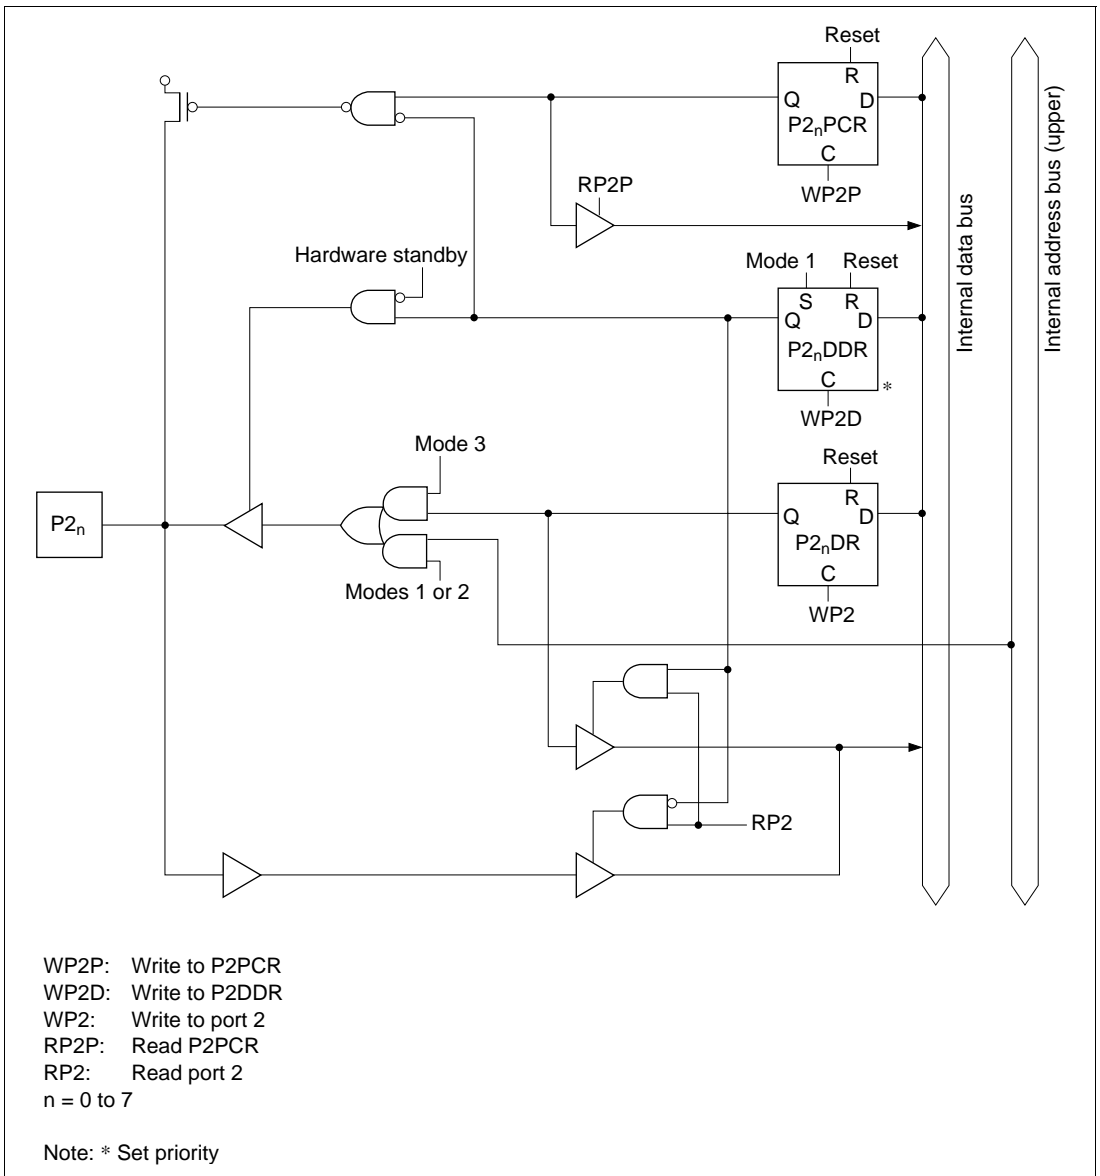 Reset
R
Q D
P2nPCR
C
WP2P
RP2P
Hardware standby
Mode 1 Reset
S R
Q D
P2nDDR
C
*
WP2D
Mode 3
Reset
R
Q D
P2nDR
C
WP2
P2n
Modes 1 or 2
RP2
Internal data bus
Internal address bus (upper)
WP2P: Write to P2PCR
WP2D: Write to P2DDR
WP2: Write to port 2
RP2P: Read P2PCR
RP2: Read port 2
n = 0 to 7
Note: * Set priority